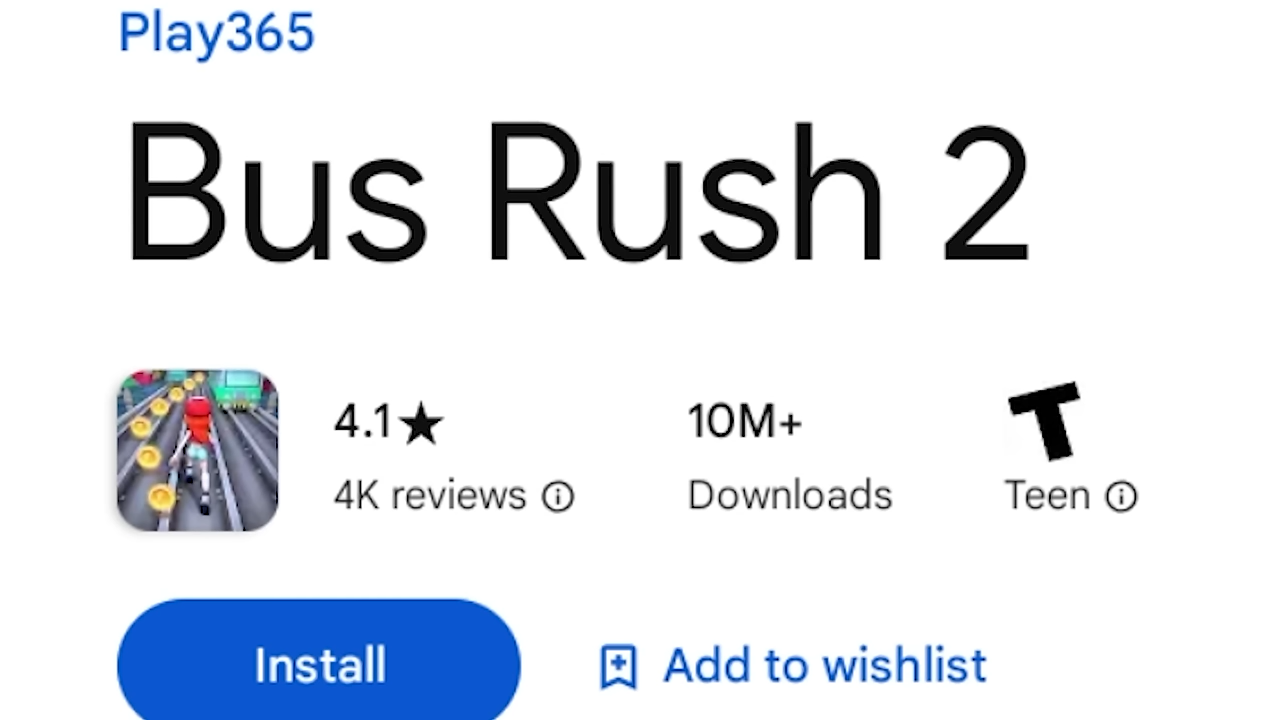 Play365
Bus Rush 2
4.1★ 10M+ T
4K reviews Downloads Teen
Install Add to wishlist